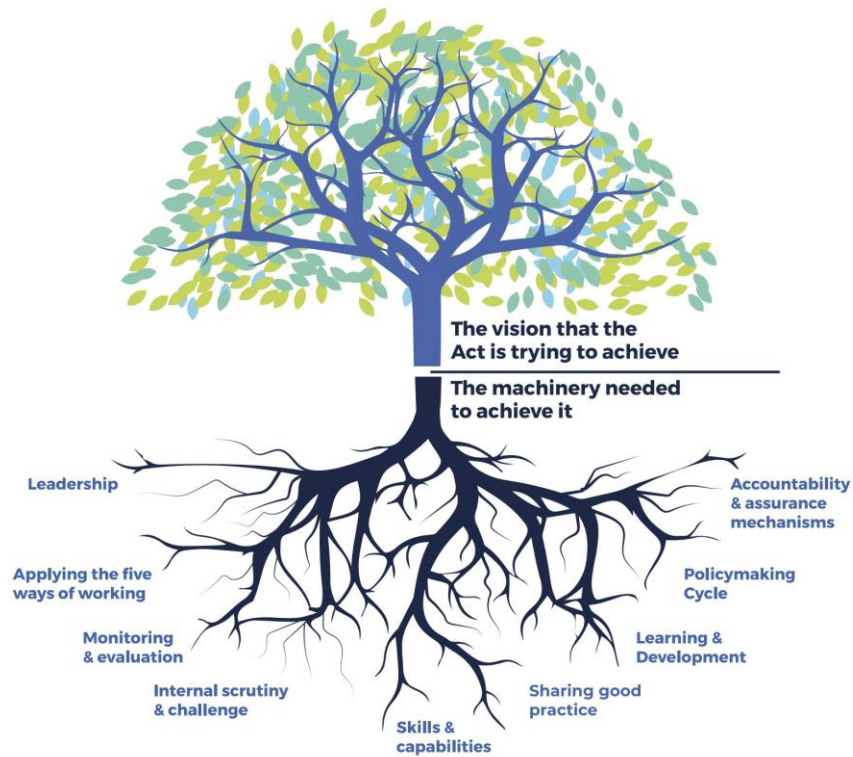 The vision that the
Act is trying to achieve
The machinery needed
to achieve it
Leadership
Applying the five
ways of working
Monitoring
& evaluation
Internal scrutiny
& challenge
Skills &
capabilities
Sharing good
practice
Learning &
Development
Policymaking
Cycle
Accountability
& assurance
mechanisms